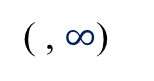 ( , ∞)